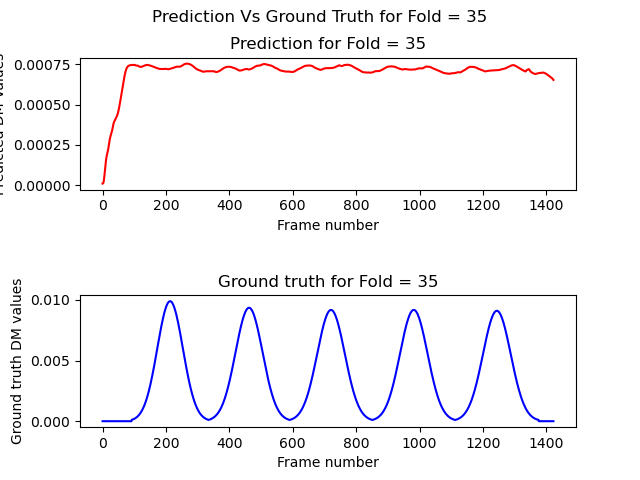 Prediction Vs Ground Truth for Fold = 35
Prediction for Fold = 35
Predicted DM values
0.00075
0.00050
0.00025
0.00000
0 200 400 600 800 1000 1200 1400
Frame number
Ground truth for Fold = 35
Ground truth DM values
0.010
0.005
0.000
0 200 400 600 800 1000 1200 1400
Frame number